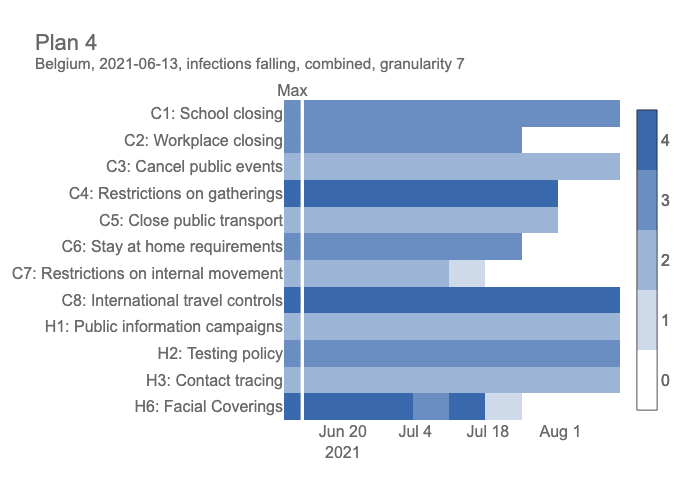 Plan 4
Belgium, 2021-06-13, infections falling, combined, granularity 7
Max
C1: School closing
C2: Workplace closing
C3: Cancel public events
C4: Restrictions on gatherings
C5: Close public transport
C6: Stay at home requirements
C7: Restrictions on internal movement
C8: International travel controls
H1: Public information campaigns
H2: Testing policy
H3: Contact tracing
H6: Facial Coverings
Jun 20 Jul 4 Jul 18 Aug 1
2021
4
3
2
1
0